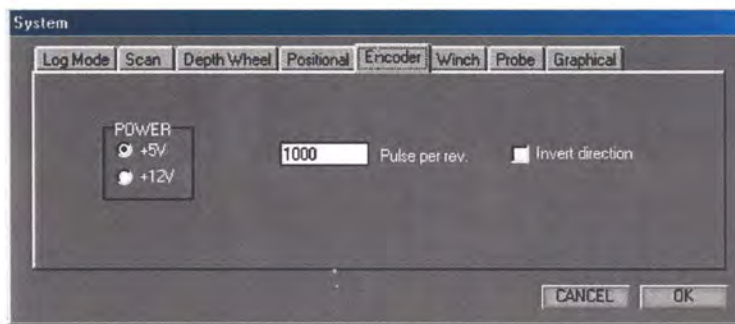 System
Log Mode Scan Depth Wheel Positional Encoder Winch Probe Graphical
POWER
+5V
+12V
1000 Pulse per rev.
Invert direction
CANCEL OK